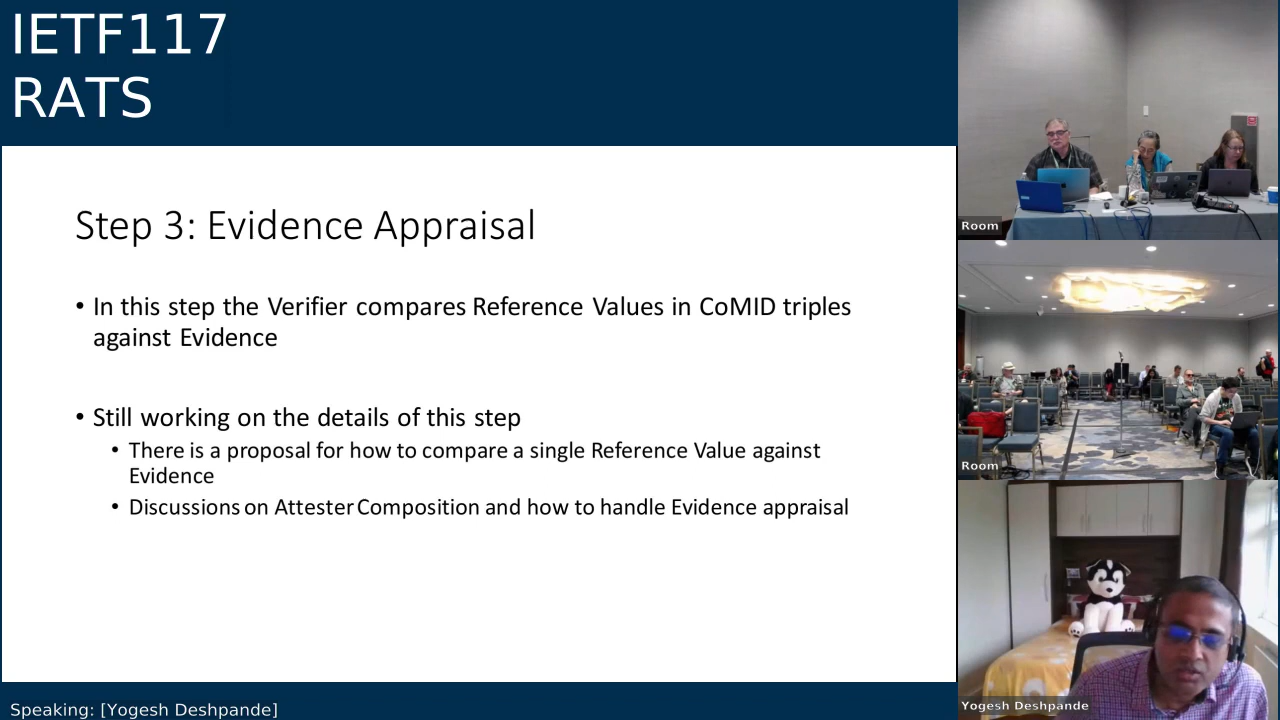 IETF117
RATS
Step 3: Evidence Appraisal
• In this step the Verifier compares Reference Values in CoMID triples
against Evidence
• Still working on the details of this step
• There is a proposal for how to compare a single Reference Value against
Evidence
• Discussions on Attester Composition and how to handle Evidence appraisal
Speaking: [Yogesh Deshpande]
Room
Room
Yogesh Deshpande